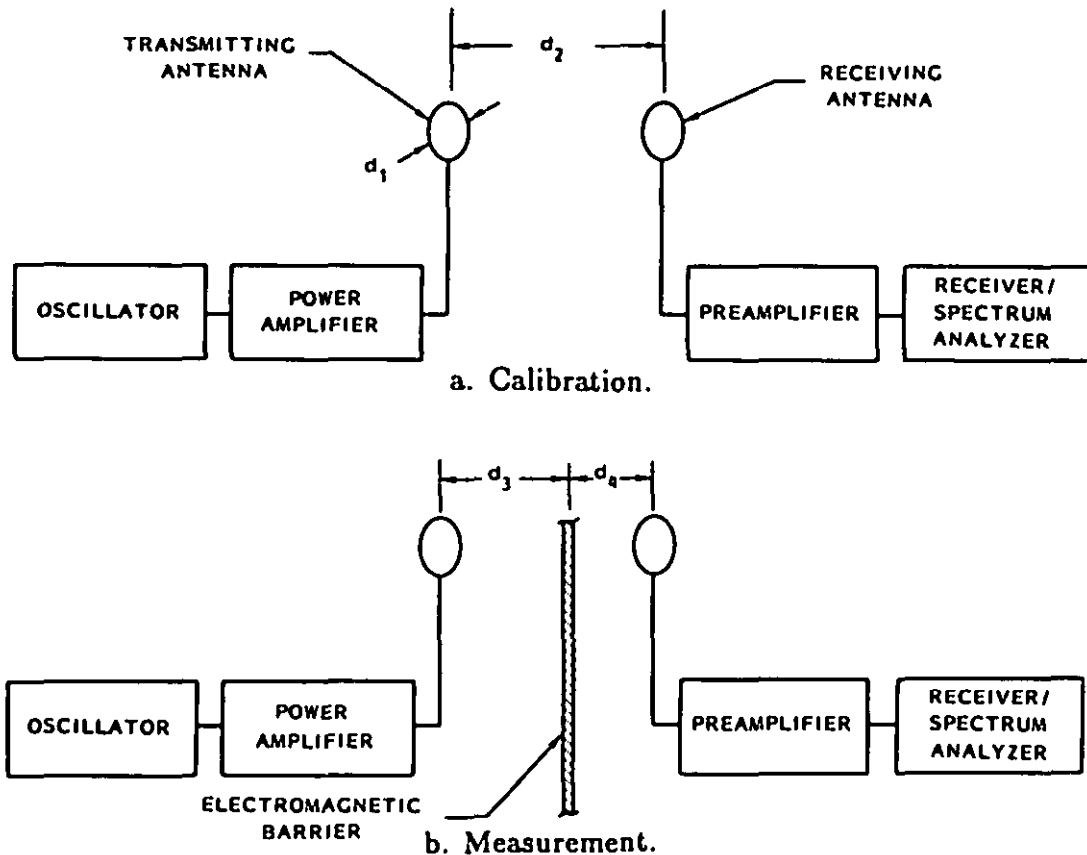 TRANSMITTING
ANTENNA
d2
RECEIVING
ANTENNA
d1
OSCILLATOR
POWER
AMPLIFIER
PREAMPLIFIER
RECEIVER/
SPECTRUM
ANALYZER
a. Calibration.
d3
d4
OSCILLATOR
POWER
AMPLIFIER
PREAMPLIFIER
RECEIVER/
SPECTRUM
ANALYZER
ELECTROMAGNETIC
BARRIER
b. Measurement.